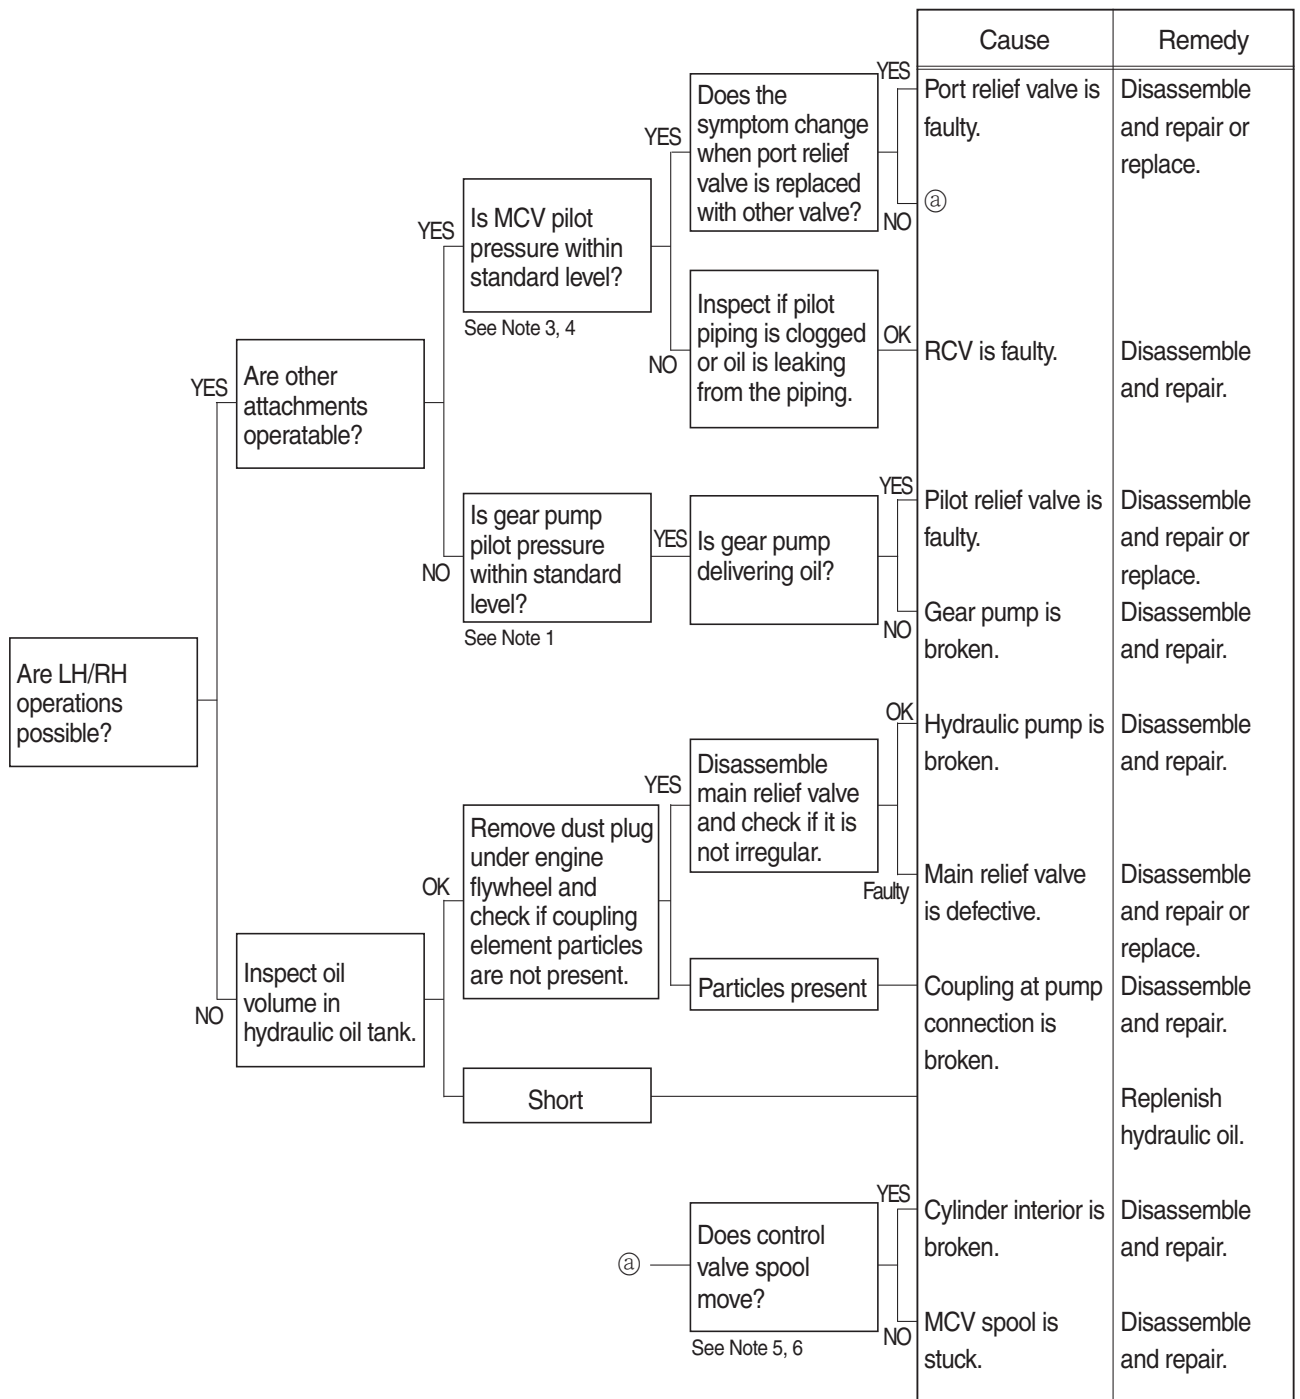 Cause
Remedy
YES
Does the
symptom change
when port relief
valve is replaced
with other valve?
Port relief valve is
faulty.
Disassemble
and repair or
replace.
YES
NO
ⓐ
YES
Is MCV pilot
pressure within
standard level?
See Note 3, 4
Inspect if pilot
piping is clogged
or oil is leaking
from the piping.
OK
NO
RCV is faulty.
Disassemble
and repair.
YES
Are other
attachments
operatable?
YES
Pilot relief valve is
faulty.
Disassemble
and repair or
replace.
Is gear pump
pilot pressure
within standard
level?
See Note 1
YES
Is gear pump
delivering oil?
NO
NO
Gear pump is
broken.
Disassemble
and repair.
Are LH/RH
operations
possible?
OK
Hydraulic pump is
broken.
Disassemble
and repair.
YES
Disassemble
main relief valve
and check if it is
not irregular.
Remove dust plug
under engine
flywheel and
check if coupling
element particles
are not present.
OK
Faulty
Main relief valve
is defective.
Disassemble
and repair or
replace.
Inspect oil
volume in
hydraulic oil tank.
NO
Particles present
Coupling at pump
connection is
broken.
Disassemble
and repair.
Short
Replenish
hydraulic oil.
YES
Cylinder interior is
broken.
Disassemble
and repair.
ⓐ
Does control
valve spool
move?
See Note 5, 6
NO
MCV spool is
stuck.
Disassemble
and repair.